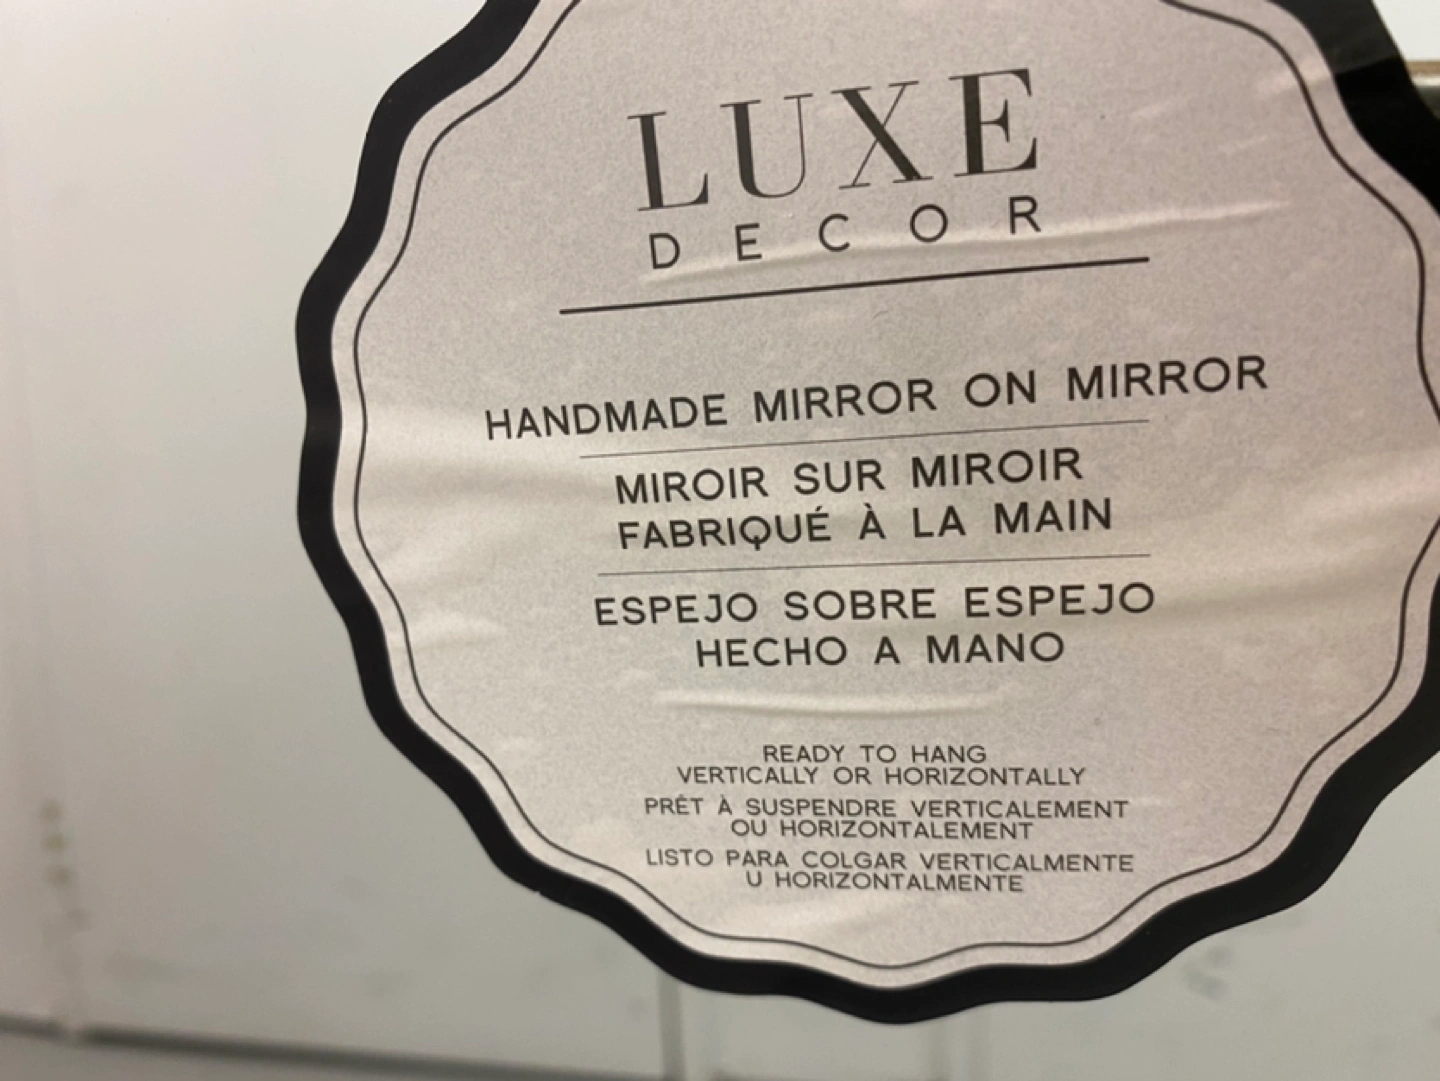 LUXE
DECOR
HANDMADE MIRROR ON MIRROR
MIROIR SUR MIROIR
FABRIQUÉ À LA MAIN
ESPEJO SOBRE ESPEJO
HECHO A MANO
READY TO HANG
VERTICALLY OR HORIZONTALLY
PRÊT À SUSPENDRE VERTICALEMENT
OU HORIZONTALEMENT
LISTO PARA COLGAR VERTICALMENTE
U HORIZONTALMENTE